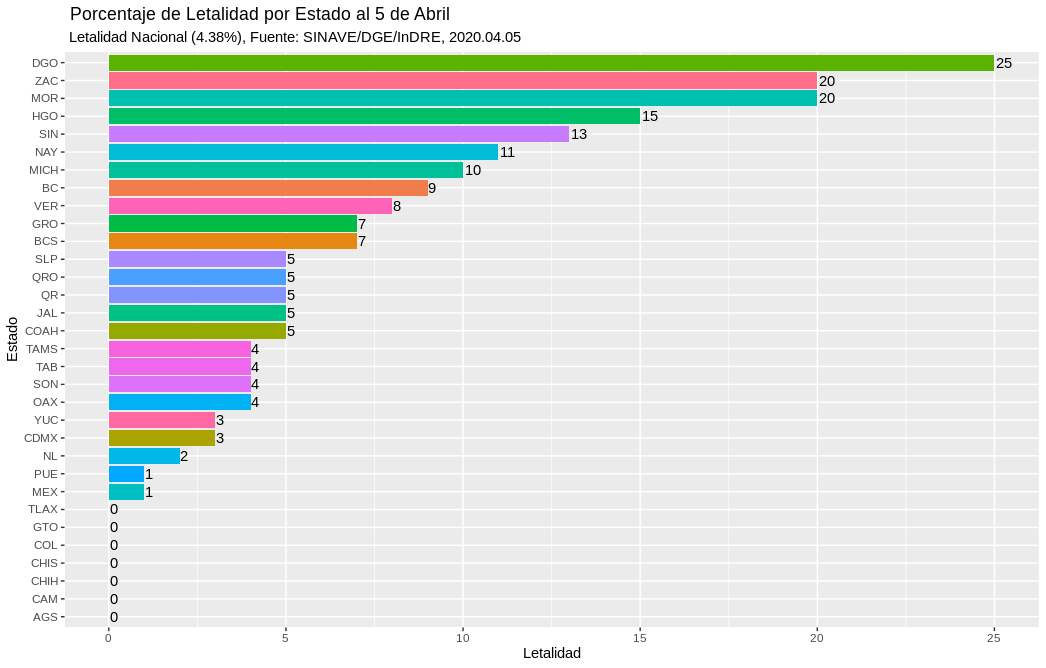 Porcentaje de Letalidad por Estado al 5 de Abril
Letalidad Nacional (4.38%), Fuente: SINAVE/DGE/InDRE, 2020.04.05
Estado
DGO 25
ZAC 20
MOR 20
HGO 15
SIN 13
NAY 11
MICH 10
BC 9
VER 8
GRO 7
BCS 7
SLP 5
QRO 5
QR 5
JAL 5
COAH 5
TAMS 4
TAB 4
SON 4
OAX 4
YUC 3
CDMX 3
NL 2
PUE 1
MEX 1
TLAX 0
GTO 0
COL 0
CHIS 0
CHIH 0
CAM 0
AGS 0
0 5 10 15 20 25
Letalidad